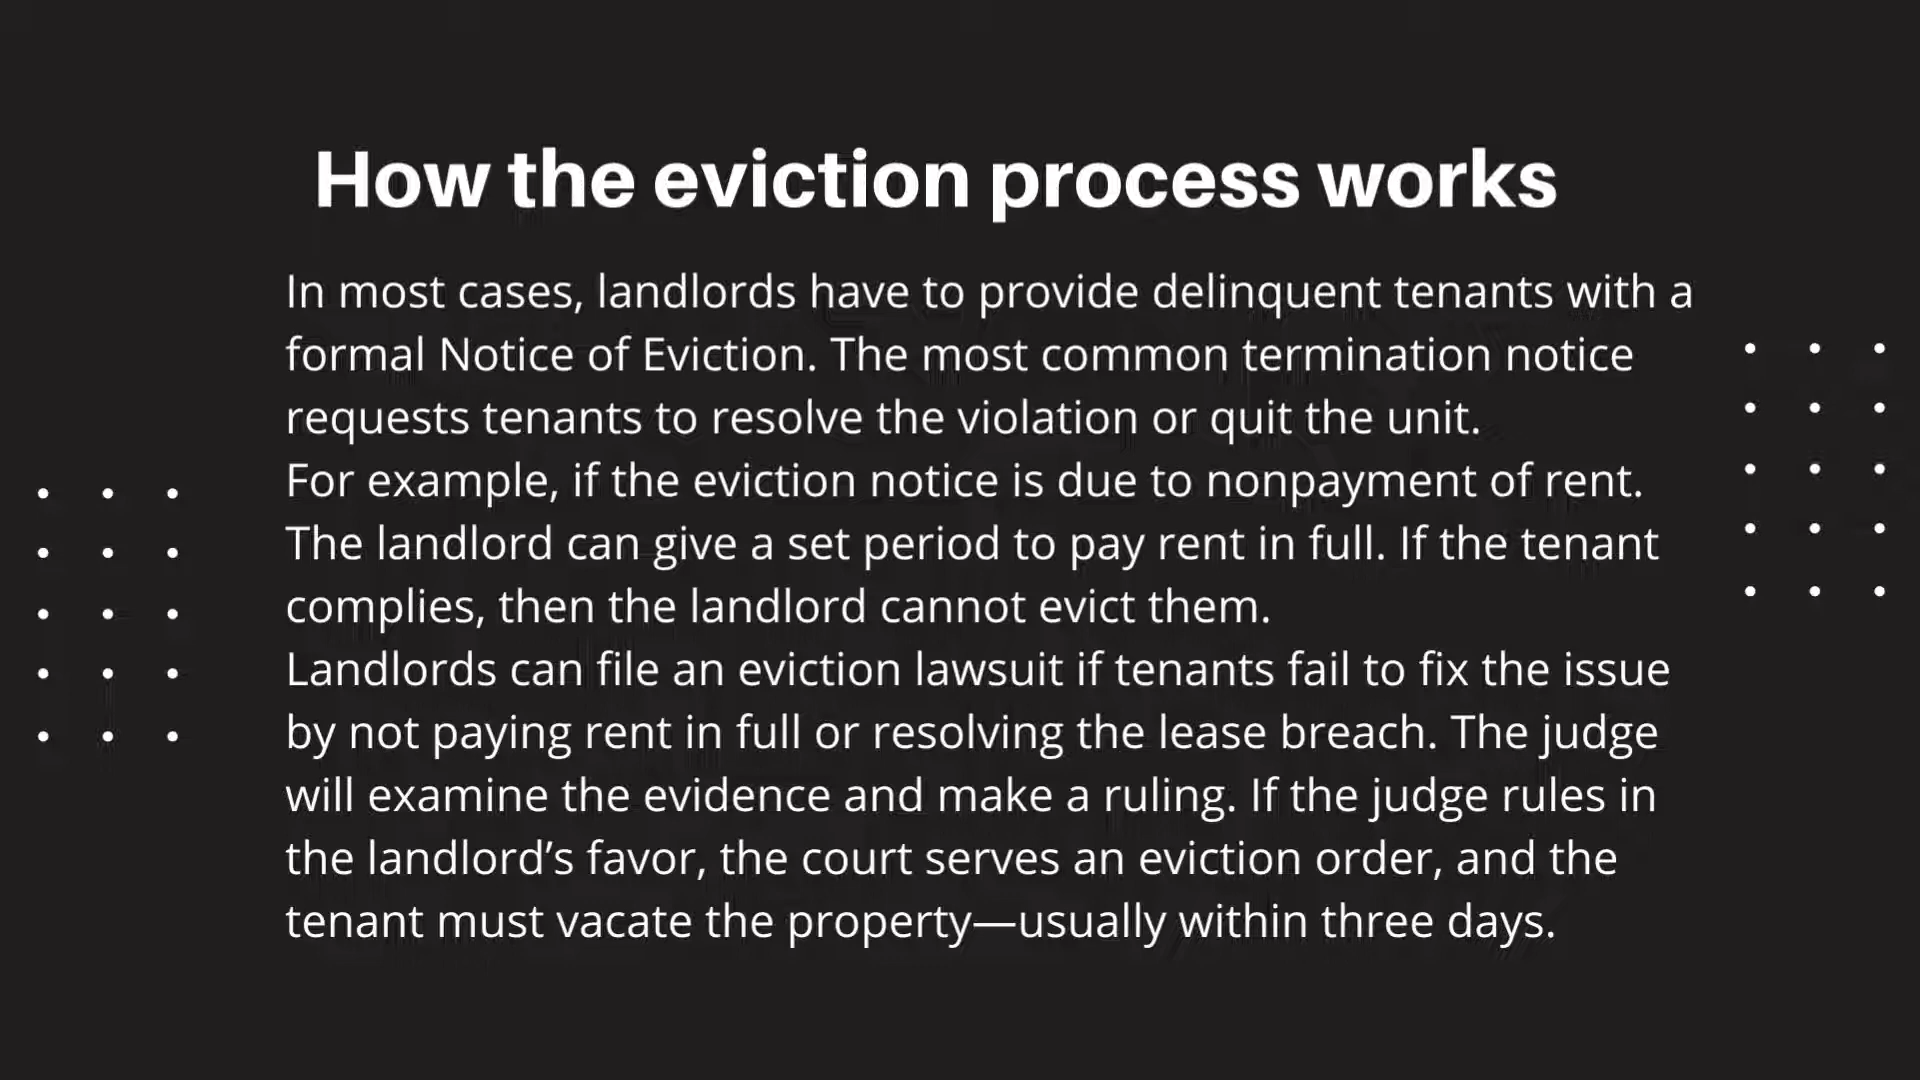 How the eviction process works
In most cases, landlords have to provide delinquent tenants with a
formal Notice of Eviction. The most common termination notice
requests tenants to resolve the violation or quit the unit.
For example, if the eviction notice is due to nonpayment of rent.
The landlord can give a set period to pay rent in full. If the tenant
complies, then the landlord cannot evict them.
Landlords can file an eviction lawsuit if tenants fail to fix the issue
by not paying rent in full or resolving the lease breach. The judge
will examine the evidence and make a ruling. If the judge rules in
the landlord’s favor, the court serves an eviction order, and the
tenant must vacate the property—usually within three days.